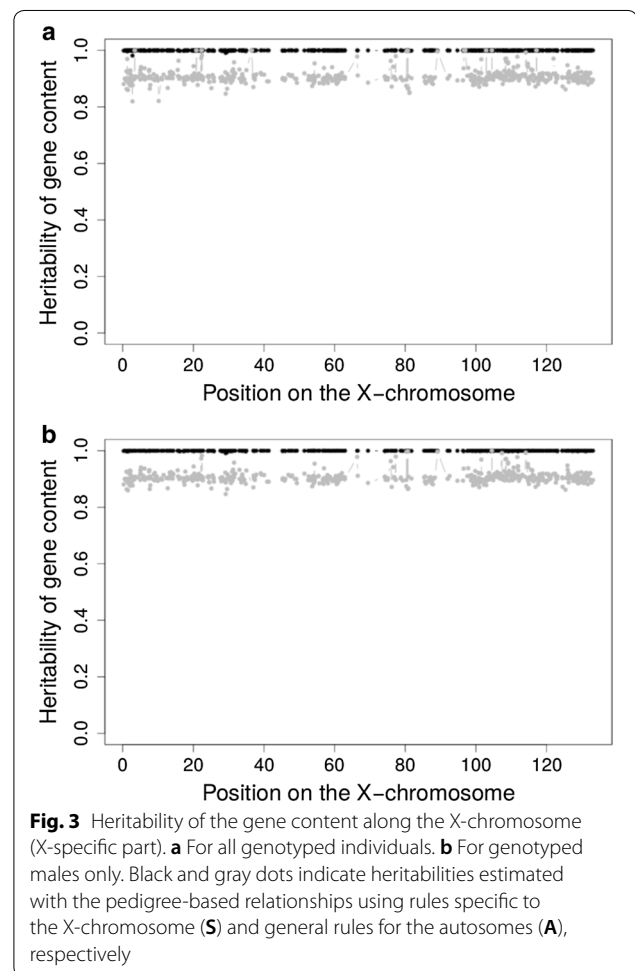 a
1.0
0.8
0.6
0.4
0.2
0.0
Heritability of gene content
0 20 40 60 80 100 120
Position on the X−chromosome
b
1.0
0.8
0.6
0.4
0.2
0.0
Heritability of gene content
0 20 40 60 80 100 120
Position on the X−chromosome
Fig. 3 Heritability of the gene content along the X-chromosome
(X-specific part). a For all genotyped individuals. b For genotyped
males only. Black and gray dots indicate heritabilities estimated
with the pedigree-based relationships using rules specific to
the X-chromosome (S) and general rules for the autosomes (A),
respectively